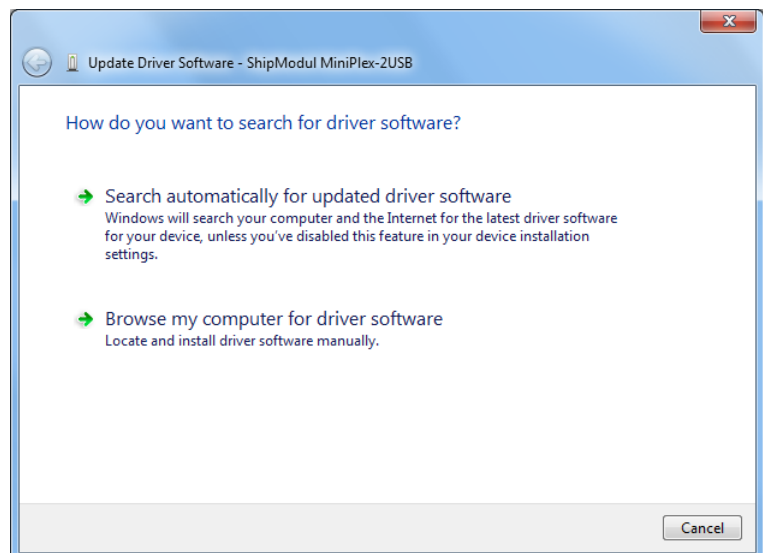 Update Driver Software - ShipModul MiniPlex-2USB
How do you want to search for driver software?
Search automatically for updated driver software
Windows will search your computer and the Internet for the latest driver software
for your device, unless you've disabled this feature in your device installation
settings.
Browse my computer for driver software
Locate and install driver software manually.
Cancel